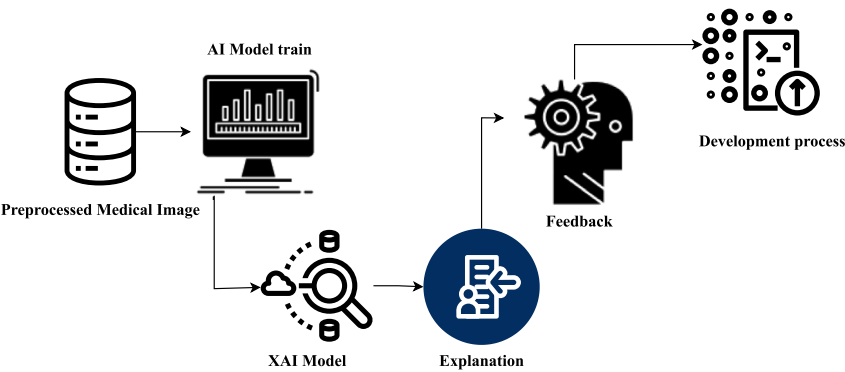 AI Model train
Preprocessed Medical Image
XAI Model
Explanation
Feedback
Development process